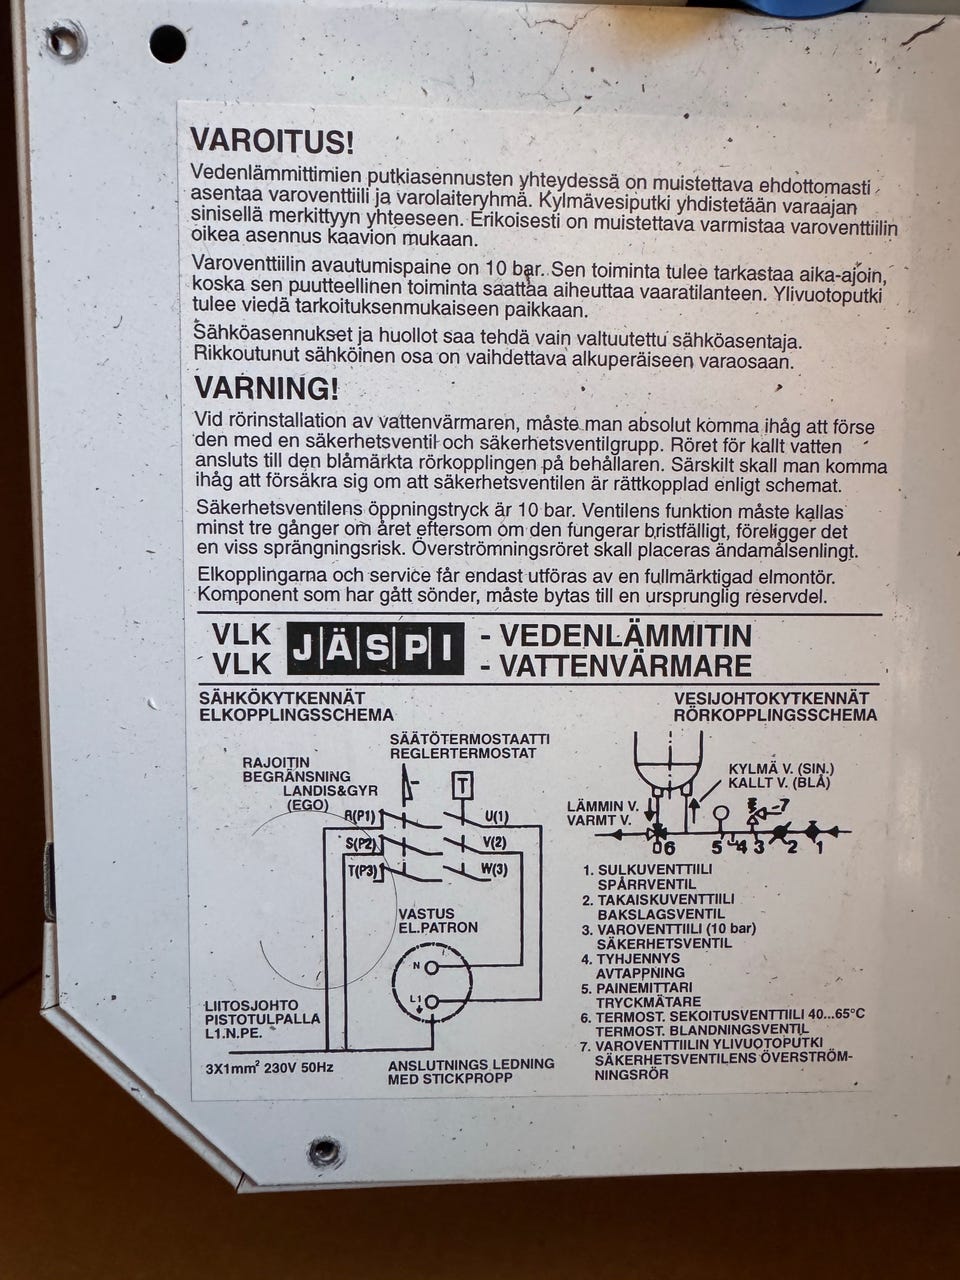 VAROITUS!
Vedenlämmittimien putkiasennusten yhteydessä on muistettava ehdottomasti
asentaa varoventtiili ja varolaiteryhmä. Kylmävesiputki yhdistetään varaajan
sinisellä merkittyyn yhteeseen. Erikoisesti on muistettava varmistaa varoventtiilin
oikea asennus kaavion mukaan.
Varoventtiilin avautumispaine on 10 bar. Sen toiminta tulee tarkastaa aika-ajoin,
koska sen puutteellinen toiminta saattaa aiheuttaa vaaratilanteen. Ylivuotoputki
tulee viedä tarkoituksenmukaiseen paikkaan.
Sähköasennukset ja huollot saa tehdä vain valtuutettu sähköasentaja.
Rikkoutunut sähköinen osa on vaihdettava alkuperäiseen varaosaan.
VARNING!
Vid rörinstallation av vattenvärmaren, måste man absolut komma ihåg att förse
den med en säkerhetsventil och säkerhetsventilgrupp. Röret för kallt vatten
ansluts till den blåmärkta rörkopplingen på behållaren. Särskilt skall man komma
ihåg att försäkra sig om att säkerhetsventilen är rättkopplad enligt schemat.
Säkerhetsventilens öppningstryck är 10 bar. Ventilens funktion måste kallas
minst tre gånger om året eftersom om den fungerar bristfälligt, föreligger det
en viss sprängningsrisk. Överströmningsröret skall placeras ändamålsenlingt.
Elkopplingarna och service får endast utföras av en fullmärktigad elmontör.
Komponent som har gått sönder, måste bytas till en ursprunglig reservdel.
VLK JÄSPI - VEDENLÄMMITIN
VLK - VATTENVÄRMARE
SÄHKÖKYTKENNÄT
ELKOPPLINGSSCHEMA
SÄÄTÖTERMOSTAATTI
REGLERTERMOSTAT
RAJOITIN
BEGRÄNSNING
LANDIS&GYR
(EGO)
T
R(P1) U(1)
S(P2) V(2)
T(P3) W(3)
VASTUS
EL.PATRON
N
L1
LIITOSJOHTO
PISTOTULPALLA
L1.N.PE.
3X1mm² 230V 50Hz
ANSLUTNINGS LEDNING
MED STICKPROPP
VESIJOHTOKYTKENNÄT
RÖRKOPPLINGSSCHEMA
KYLMÄ V. (SIN.)
KALLT V. (BLÅ)
LÄMMIN V.
VARMT V.
7
6 5 4 3 2 1
1. SULKUVENTTIILI
SPÄRRVENTIL
2. TAKAISKUVENTTIILI
BAKSLAGSVENTIL
3. VAROVENTTIILI (10 bar)
SÄKERHETSVENTIL
4. TYHJENNYS
AVTAPPNING
5. PAINEMITTARI
TRYCKMÄTARE
6. TERMOST. SEKOITUSVENTTIILI 40...65°C
TERMOST. BLANDNINGSVENTIL
7. VAROVENTTIILIN YLIVUOTOPUTKI
SÄKERHETSVENTILENS ÖVERSTRÖM-
NINGSRÖR